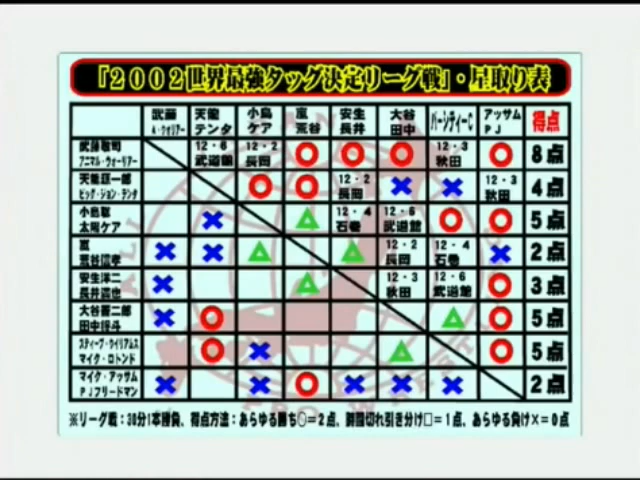 『2002世界最強タッグ決定リーグ戦』・星取り表
武藤 A・ウォリアー 天龍 テンタ 小島 ケア 嵐 荒谷 安生 長井 大谷 田中 バーシティーC アッサム PJ 得点
武藤敬司 アニマル・ウォーリアー 12・6 武道館 12・2 長岡 ○ ○ ○ 12・3 秋田 ○ 8点
天龍源一郎 ビッグ・ジョン・テンタ ○ ○ 12・2 長岡 × × 12・3 秋田 4点
小島聡 太陽ケア × △ 12・4 石巻 12・6 武道館 ○ ○ 5点
嵐 荒谷信孝 × × △ △ 12・2 長岡 12・4 石巻 × 2点
安生洋二 長井満也 × △ 12・3 秋田 12・6 武道館 ○ 3点
大谷晋二郎 田中将斗 × ○ △ ○ 5点
スティーブ・ウイリアムス マイク・ロトンド ○ × △ ○ 5点
マイク・アッサム PJフリードマン × × ○ × × × 2点
※リーグ戦：30分1本勝負、得点方法：あらゆる勝ち○=2点、時間切れ引き分け□=1点、あらゆる負け×=0点